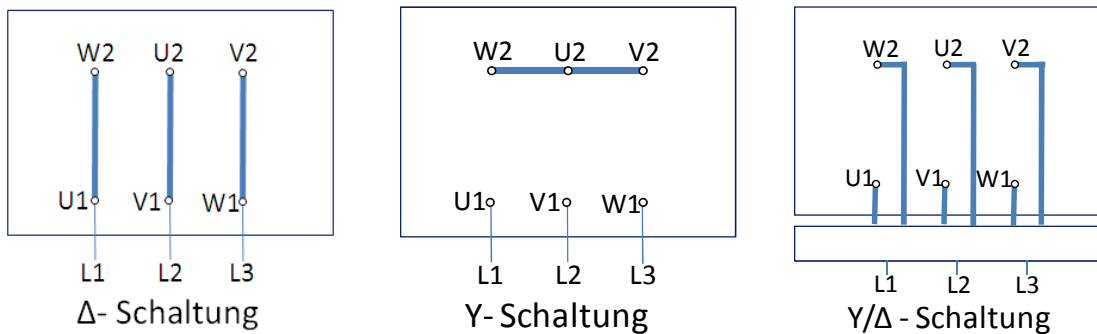 W2 U2 V2
U1 V1 W1
L1 L2 L3
Δ- Schaltung
W2 U2 V2
U1 V1 W1
L1 L2 L3
Y- Schaltung
W2 U2 V2
U1 V1 W1
L1 L2 L3
Y/Δ - Schaltung